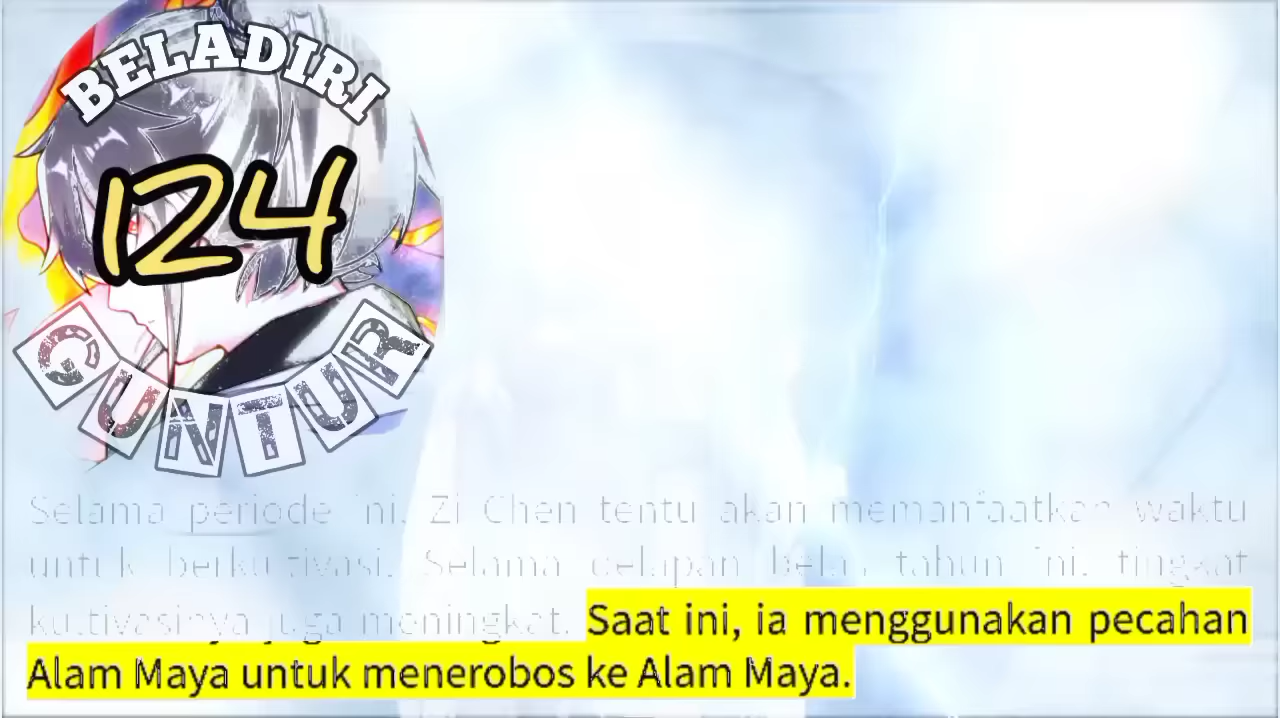 BELADIRI
124
GUNTUR
Selama periode ini, Zi Chen tentu akan memanfaatkan waktu
untuk berkultivasi. Selama delapan belas tahun ini, tingkat
kultivasinya juga meningkat. Saat ini, ia menggunakan pecahan
Alam Maya untuk menerobos ke Alam Maya.